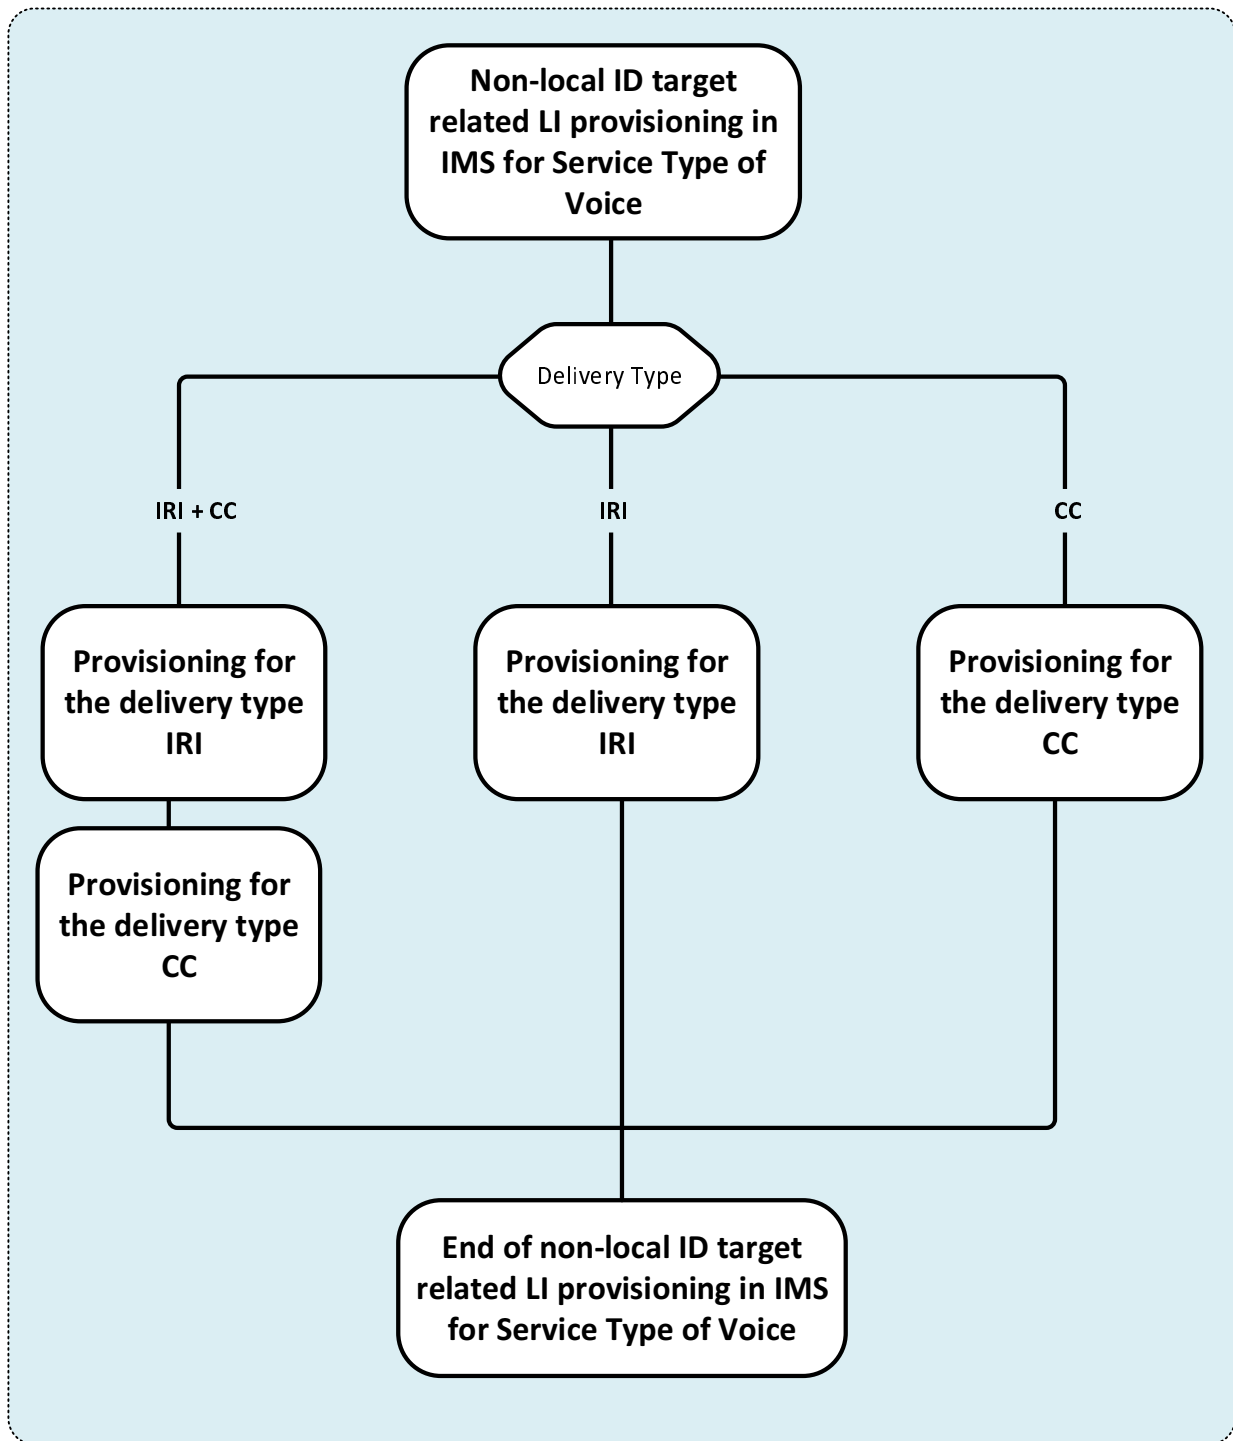 Non-local ID target
related LI provisioning in
IMS for Service Type of
Voice
Delivery Type
IRI + CC
IRI
CC
Provisioning for
the delivery type
IRI
Provisioning for
the delivery type
IRI
Provisioning for
the delivery type
CC
Provisioning for
the delivery type
CC
End of non-local ID target
related LI provisioning in IMS
for Service Type of Voice